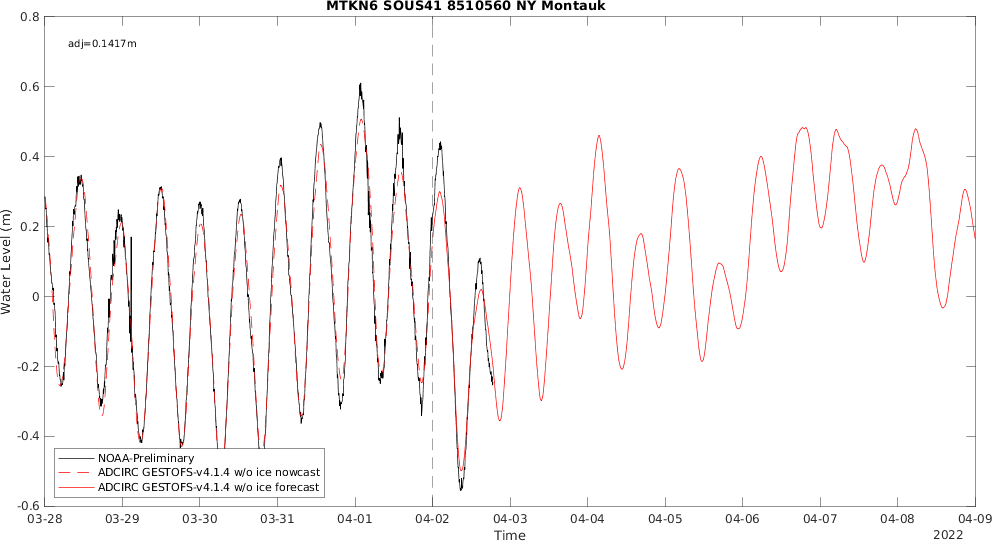 MTKN6 SOUS41 8510560 NY Montauk
adj=0.1417m
0.8
0.6
0.4
0.2
0
-0.2
-0.4
-0.6
Water Level (m)
NOAA-Preliminary
ADCIRC GESTOFS-v4.1.4 w/o ice nowcast
ADCIRC GESTOFS-v4.1.4 w/o ice forecast
03-28 03-29 03-30 03-31 04-01 04-02 04-03 04-04 04-05 04-06 04-07 04-08 04-09
Time
2022